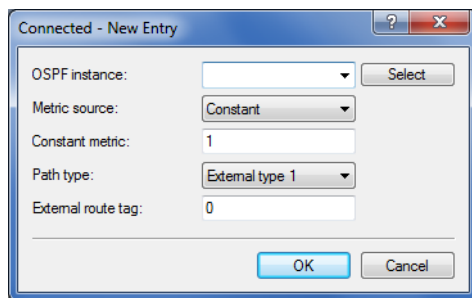 Connected - New Entry
?
OSPF instance: Select
Metric source: Constant
Constant metric: 1
Path type: External type 1
External route tag: 0
OK Cancel